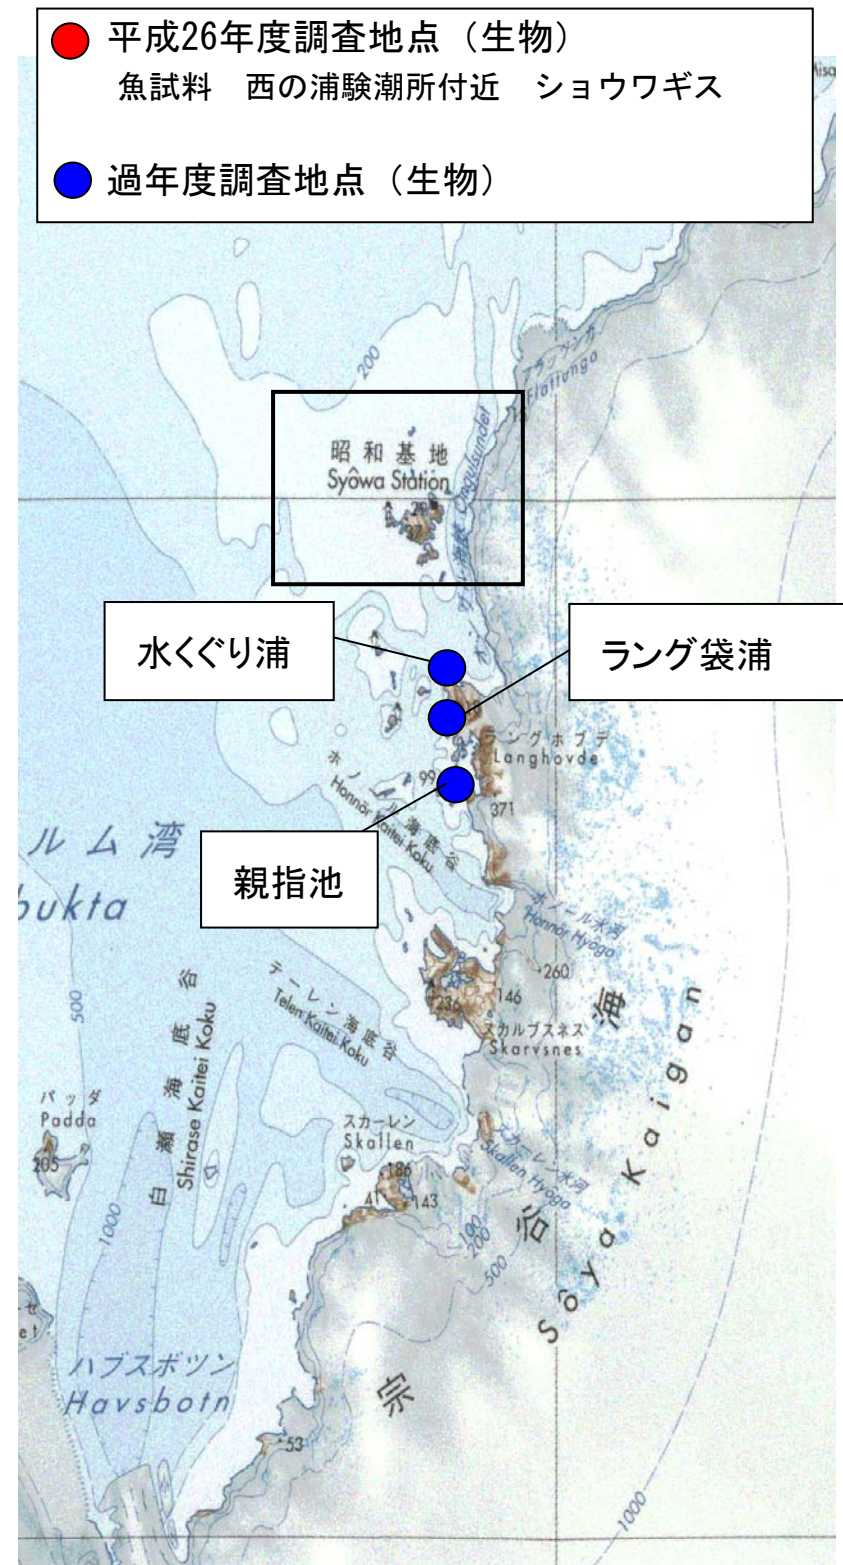 平成26年度調査地点（生物）
魚試料　西の浦験潮所付近　ショウワギス
過年度調査地点（生物）
200
フラッツンガ
Flattunga
昭和基地
Syôwa Station
Ongulsundet
37
水くぐり浦
ラング袋浦
ラングホブデ
Langhovde
99
371
ホノール海底谷
Honnör Kaitei Koku
親指池
ルム湾
bukta
ホノール氷河
Honnör Hyôga
260
146
236
スカルブスネス
Skarvsnes
テーレン海底谷
Telen Kaitei Koku
500
白瀬海底谷
Shirase Kaitei Koku
パッダ
Padda
205
スカーレン
Skallen
186
41
143
スカーレン氷河
Skallen Hyôga
100
200
500
1000
宗谷海
Sôya Kaigan
ハブスボツン
Havsbotn
53
1000